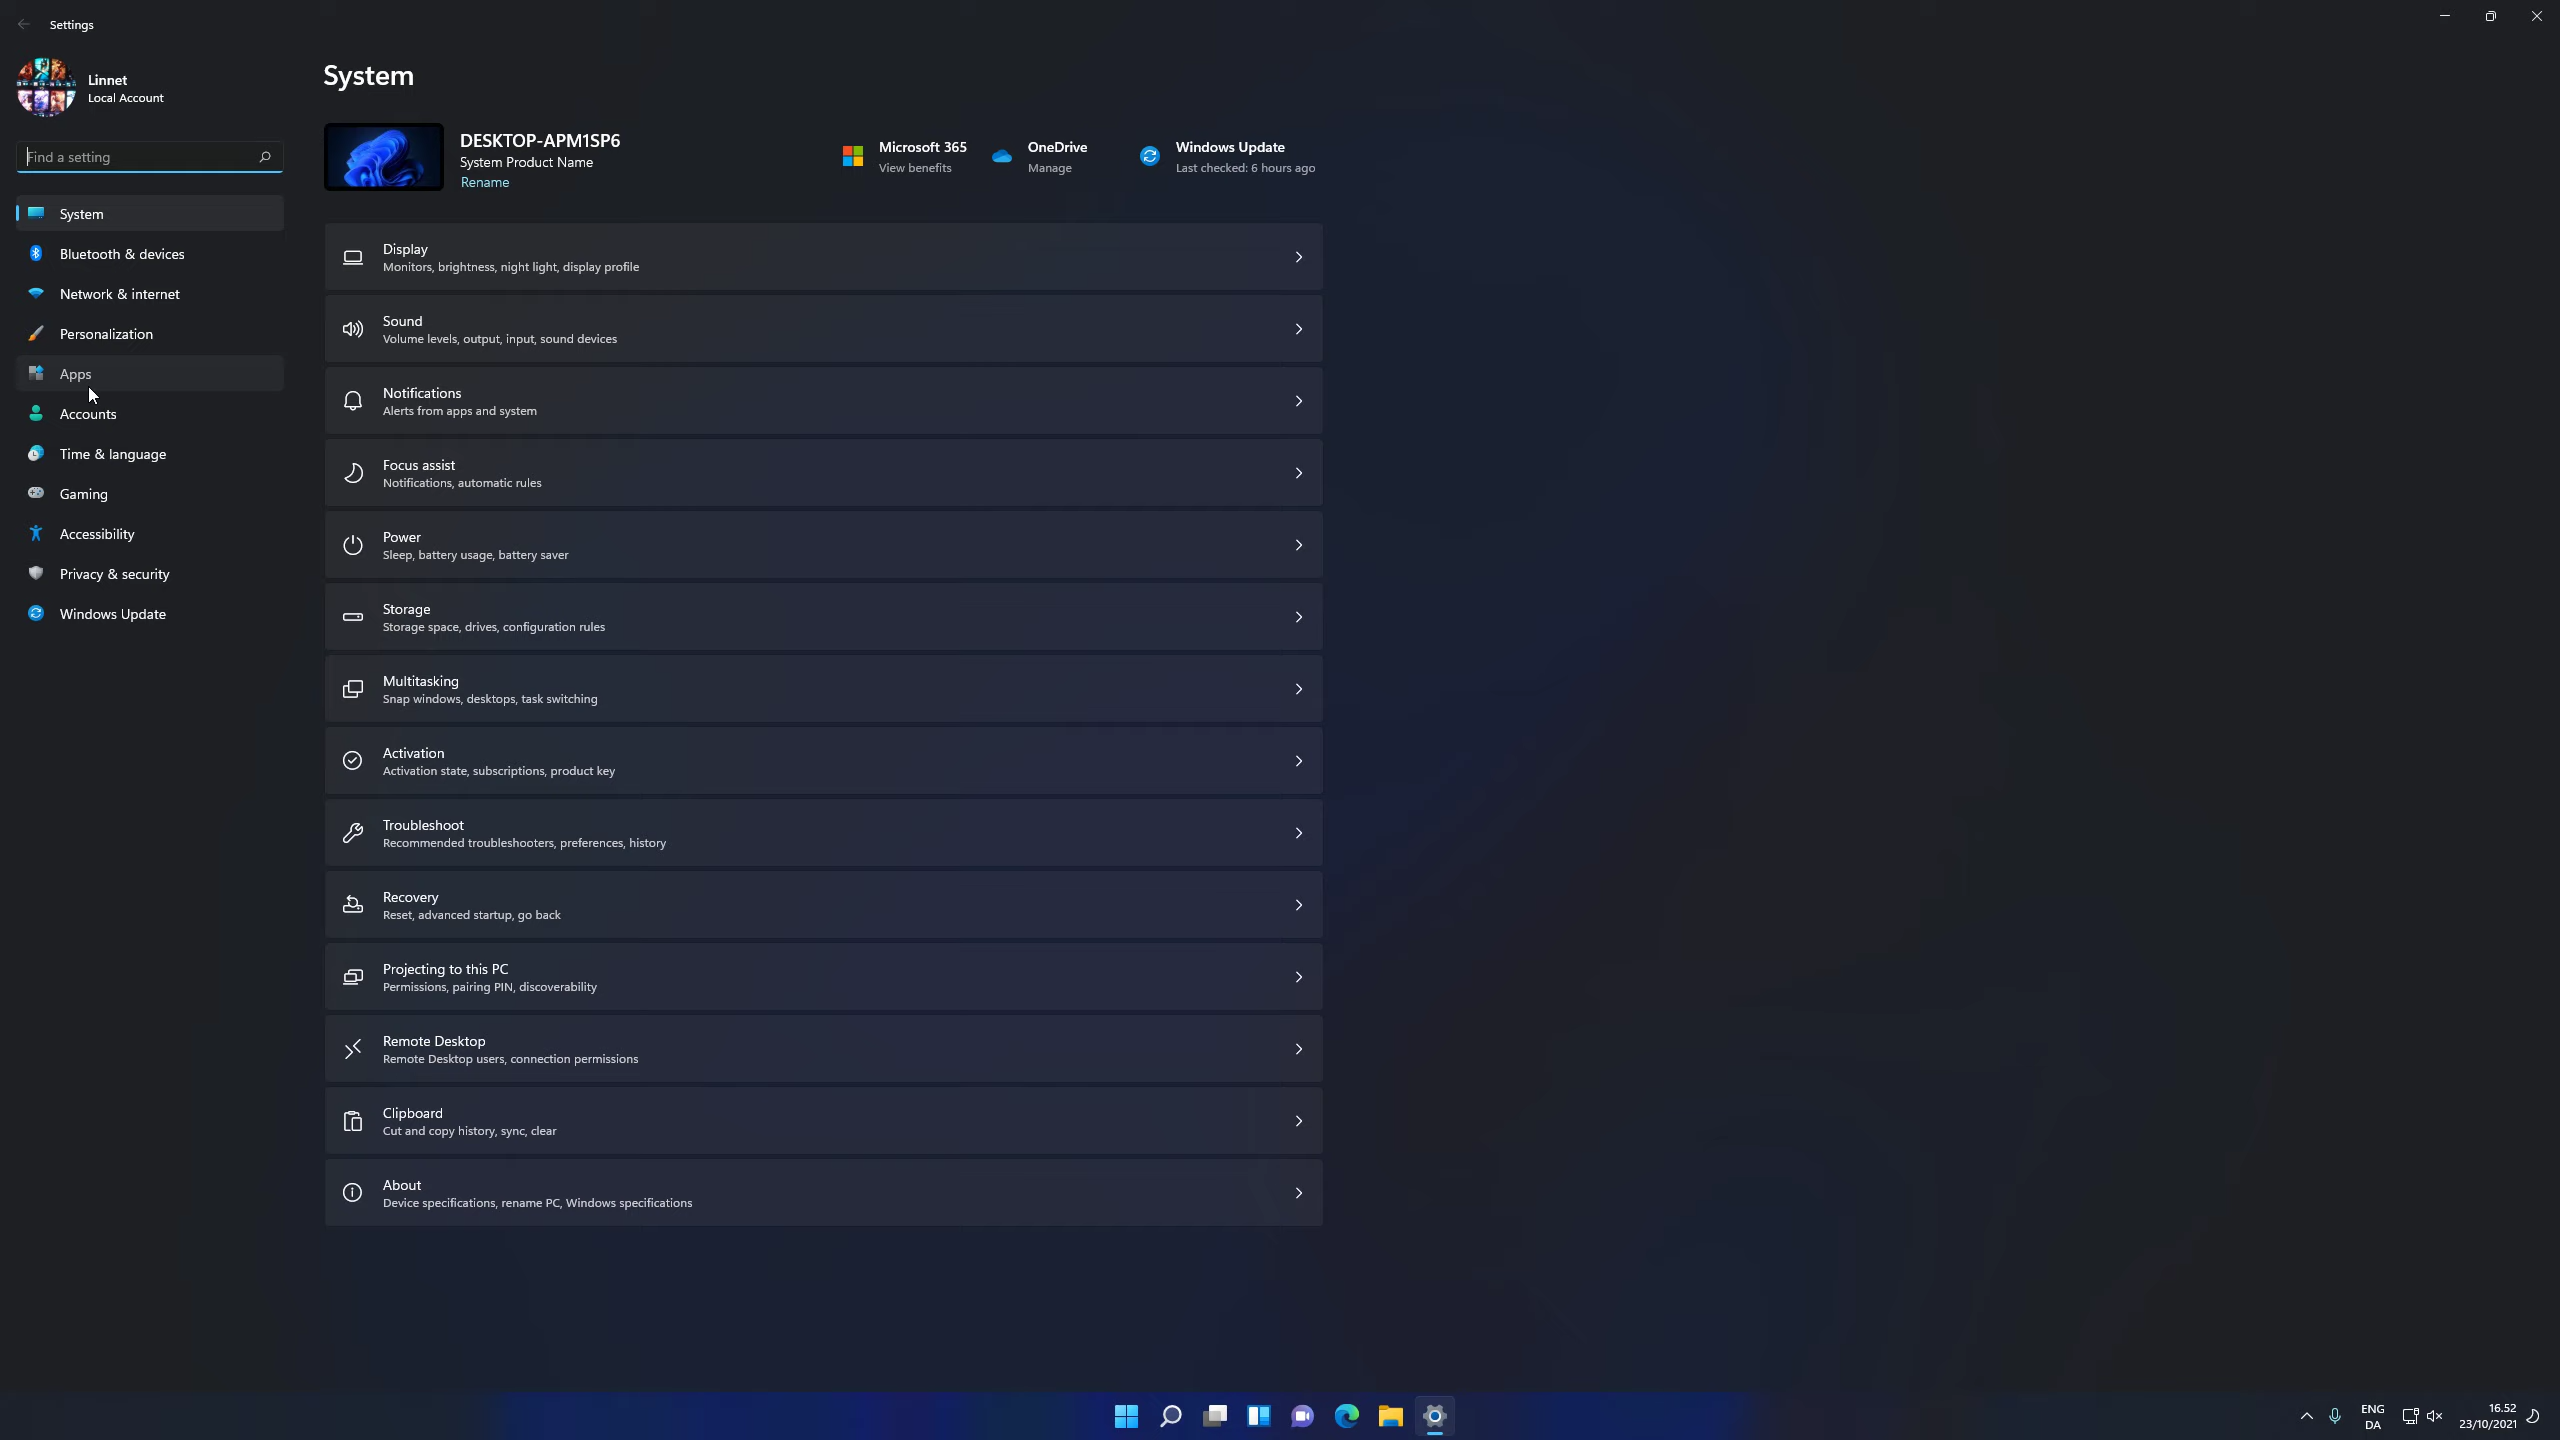 Settings
Linnet
Local Account
Find a setting
System
Bluetooth & devices
Network & internet
Personalization
Apps
Accounts
Time & language
Gaming
Accessibility
Privacy & security
Windows Update
System
DESKTOP-APM1SP6
System Product Name
Rename
Microsoft 365
View benefits
OneDrive
Manage
Windows Update
Last checked: 6 hours ago
Display
Monitors, brightness, night light, display profile
Sound
Volume levels, output, input, sound devices
Notifications
Alerts from apps and system
Focus assist
Notifications, automatic rules
Power
Sleep, battery usage, battery saver
Storage
Storage space, drives, configuration rules
Multitasking
Snap windows, desktops, task switching
Activation
Activation state, subscriptions, product key
Troubleshoot
Recommended troubleshooters, preferences, history
Recovery
Reset, advanced startup, go back
Projecting to this PC
Permissions, pairing PIN, discoverability
Remote Desktop
Remote Desktop users, connection permissions
Clipboard
Cut and copy history, sync, clear
About
Device specifications, rename PC, Windows specifications
ENG
DA
16.52
23/10/2021